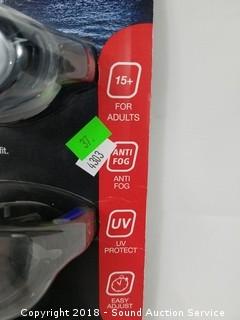 15+
FOR
ADULTS
fit.
37.
4303
ANTI
FOG
ANTI
FOG
UV
UV
PROTECT
EASY
ADJUST
Copyright 2018 - Sound Auction Service